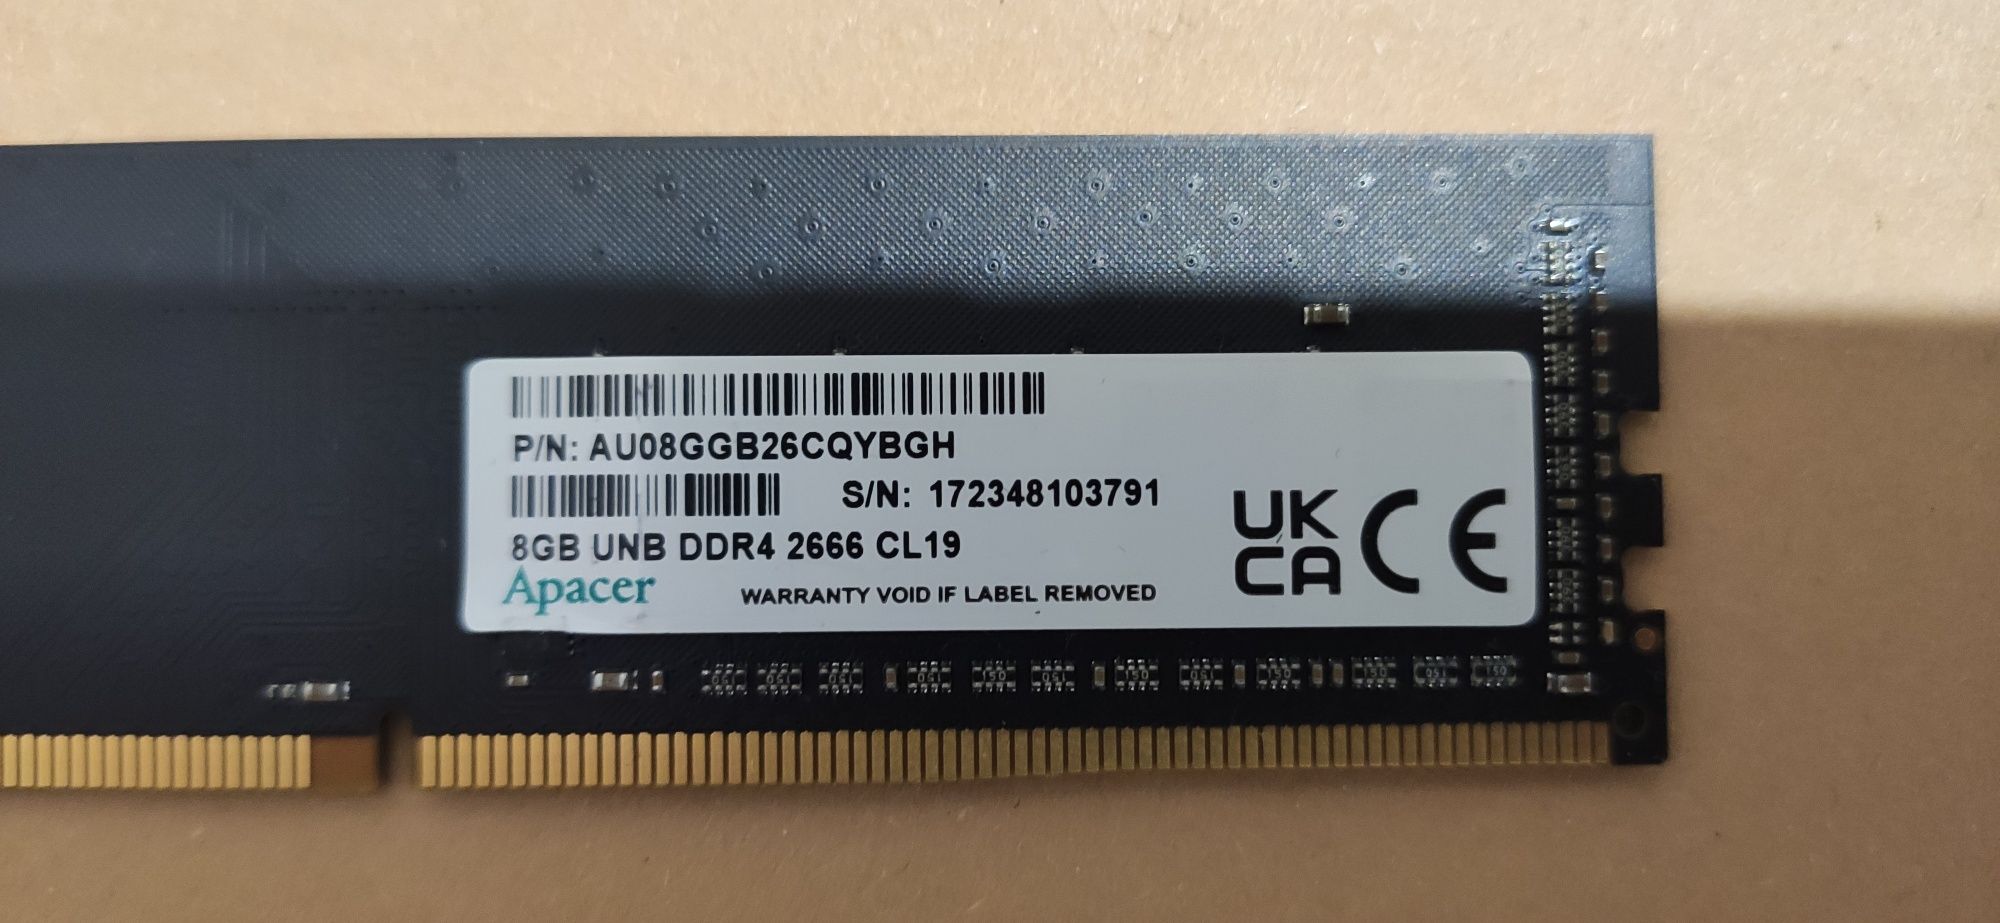 P/N: AU08GGB26CQYBGH
S/N: 172348103791
8GB UNB DDR4 2666 CL19
Apacer
WARRANTY VOID IF LABEL REMOVED
UK
CA
CE